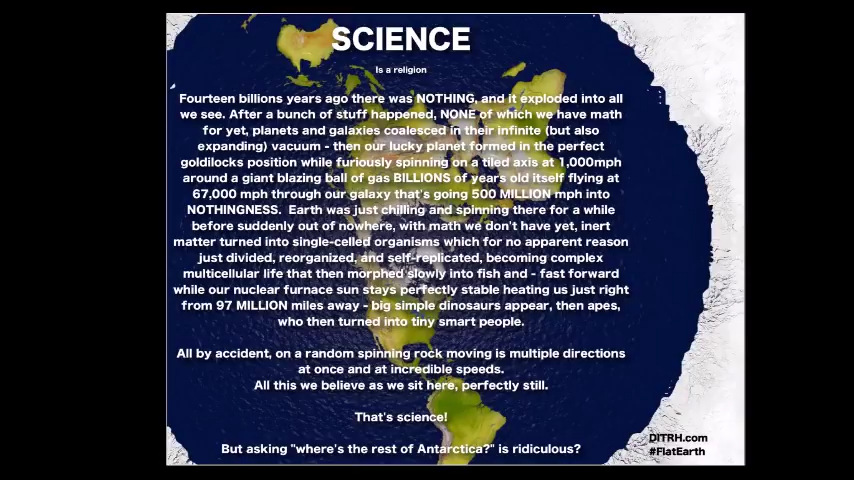 SCIENCE
Is a religion
Fourteen billions years ago there was NOTHING, and it exploded into all
we see. After a bunch of stuff happened, NONE of which we have math
for yet, planets and galaxies coalesced in their infinite (but also
expanding) vacuum - then our lucky planet formed in the perfect
goldilocks position while furiously spinning on a tiled axis at 1,000mph
around a giant blazing ball of gas BILLIONS of years old itself flying at
67,000 mph through our galaxy that's going 500 MILLION mph into
NOTHINGNESS. Earth was just chilling and spinning there for a while
before suddenly out of nowhere, with math we don't have yet, inert
matter turned into single-celled organisms which for no apparent reason
just divided, reorganized, and self-replicated, becoming complex
multicellular life that then morphed slowly into fish and - fast forward
while our nuclear furnace sun stays perfectly stable heating us just right
from 97 MILLION miles away - big simple dinosaurs appear, then apes,
who then turned into tiny smart people.
All by accident, on a random spinning rock moving is multiple directions
at once and at incredible speeds.
All this we believe as we sit here, perfectly still.
That's science!
But asking "where's the rest of Antarctica?" is ridiculous?
DITRH.com
#FlatEarth